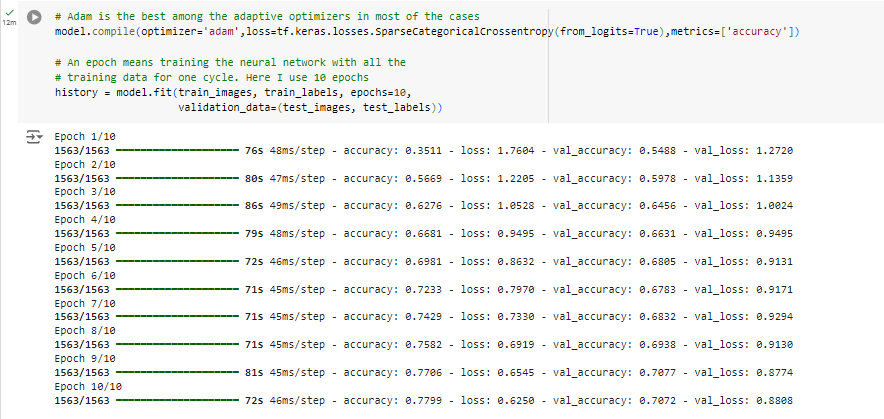 12m
# Adam is the best among the adaptive optimizers in most of the cases
model.compile(optimizer='adam',loss=tf.keras.losses.SparseCategoricalCrossentropy(from_logits=True),metrics=['accuracy'])
# An epoch means training the neural network with all the
# training data for one cycle. Here I use 10 epochs
history = model.fit(train_images, train_labels, epochs=10,
validation_data=(test_images, test_labels))
Epoch 1/10
1563/1563 76s 48ms/step - accuracy: 0.3511 - loss: 1.7604 - val_accuracy: 0.5488 - val_loss: 1.2720
Epoch 2/10
1563/1563 80s 47ms/step - accuracy: 0.5669 - loss: 1.2205 - val_accuracy: 0.5978 - val_loss: 1.1359
Epoch 3/10
1563/1563 86s 49ms/step - accuracy: 0.6276 - loss: 1.0528 - val_accuracy: 0.6456 - val_loss: 1.0024
Epoch 4/10
1563/1563 79s 48ms/step - accuracy: 0.6681 - loss: 0.9495 - val_accuracy: 0.6631 - val_loss: 0.9495
Epoch 5/10
1563/1563 72s 46ms/step - accuracy: 0.6981 - loss: 0.8632 - val_accuracy: 0.6805 - val_loss: 0.9131
Epoch 6/10
1563/1563 71s 45ms/step - accuracy: 0.7233 - loss: 0.7970 - val_accuracy: 0.6783 - val_loss: 0.9171
Epoch 7/10
1563/1563 71s 45ms/step - accuracy: 0.7429 - loss: 0.7330 - val_accuracy: 0.6832 - val_loss: 0.9294
Epoch 8/10
1563/1563 71s 45ms/step - accuracy: 0.7582 - loss: 0.6919 - val_accuracy: 0.6938 - val_loss: 0.9130
Epoch 9/10
1563/1563 81s 45ms/step - accuracy: 0.7706 - loss: 0.6545 - val_accuracy: 0.7077 - val_loss: 0.8774
Epoch 10/10
1563/1563 72s 46ms/step - accuracy: 0.7799 - loss: 0.6250 - val_accuracy: 0.7072 - val_loss: 0.8808